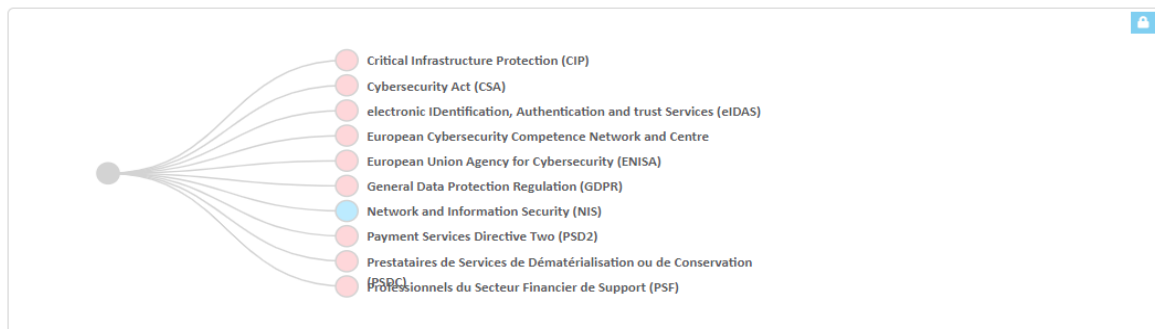 Critical Infrastructure Protection (CIP)
Cybersecurity Act (CSA)
electronic IDentification, Authentication and trust Services (eIDAS)
European Cybersecurity Competence Network and Centre
European Union Agency for Cybersecurity (ENISA)
General Data Protection Regulation (GDPR)
Network and Information Security (NIS)
Payment Services Directive Two (PSD2)
Prestataires de Services de Dématérialisation ou de Conservation
(PSDC)
Professionnels du Secteur Financier de Support (PSF)